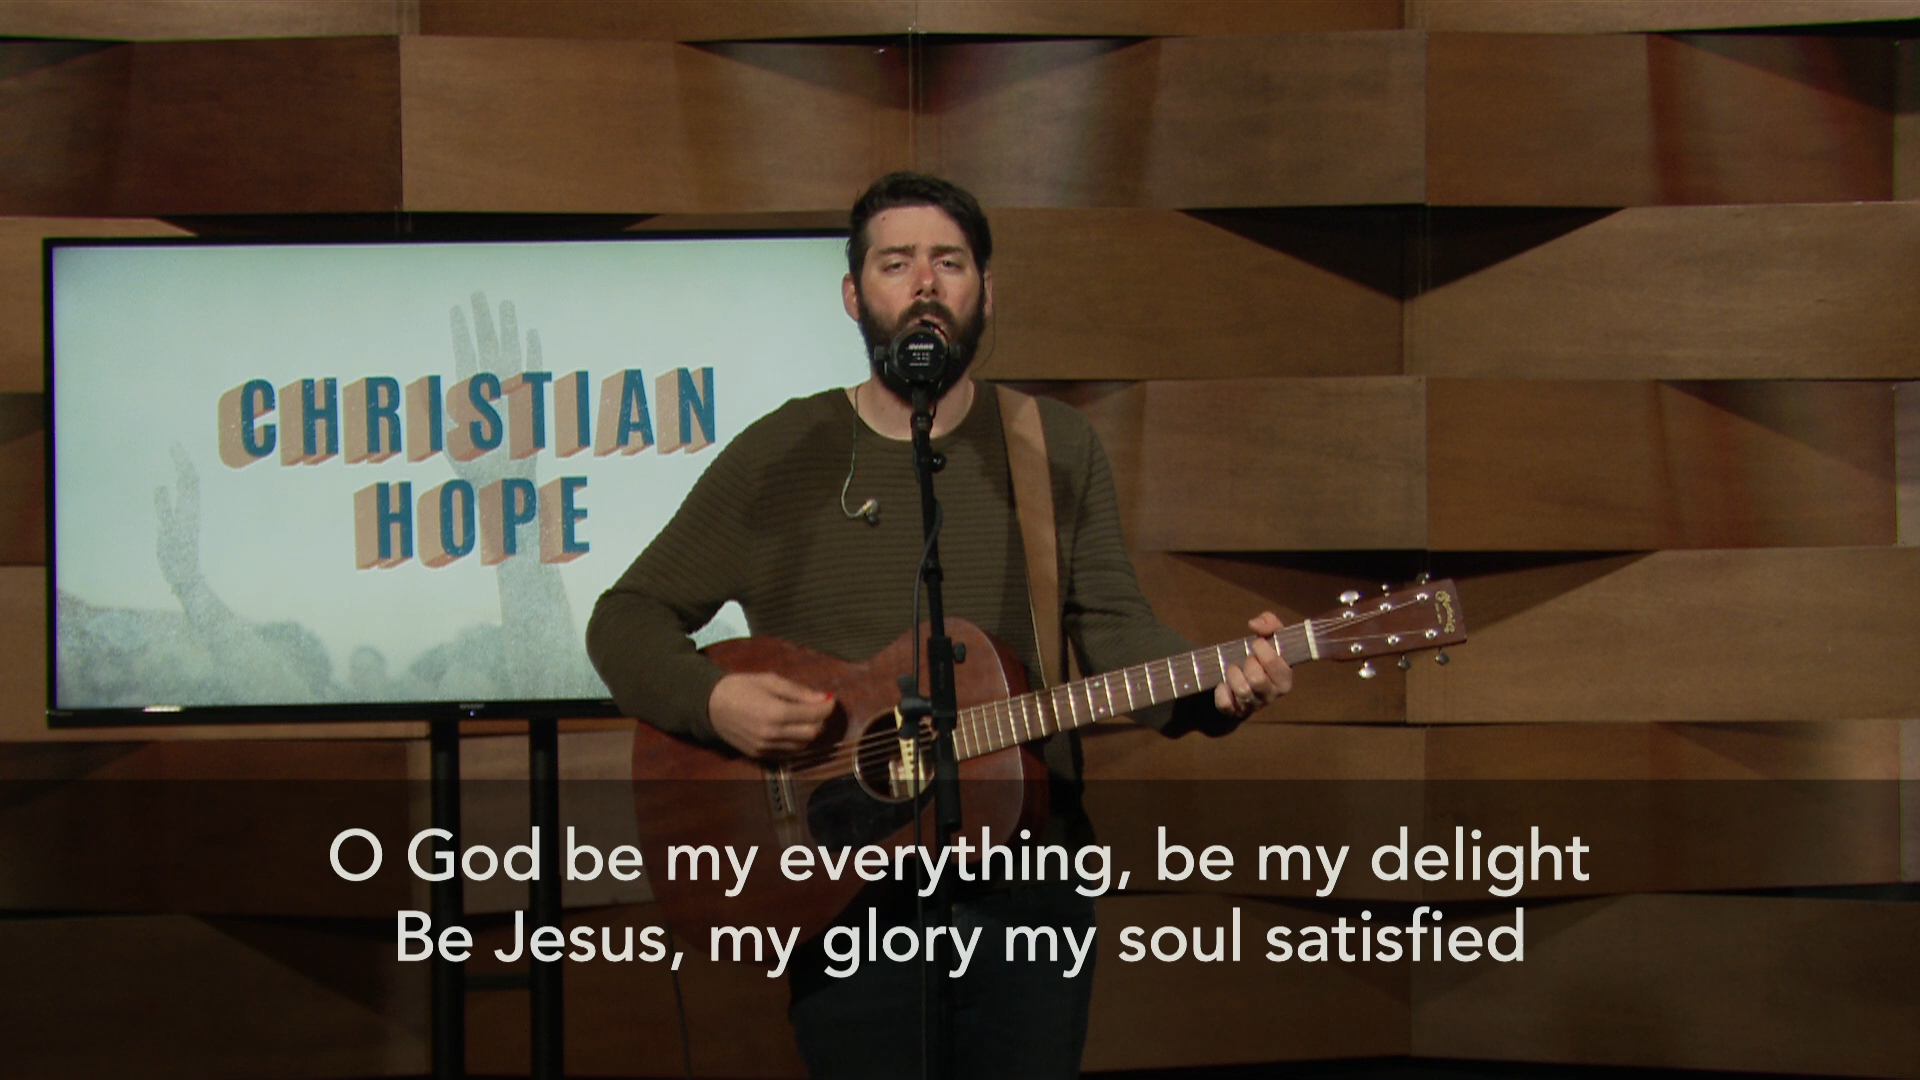 CHRISTIAN
HOPE
O God be my everything, be my delight
Be Jesus, my glory my soul satisfied